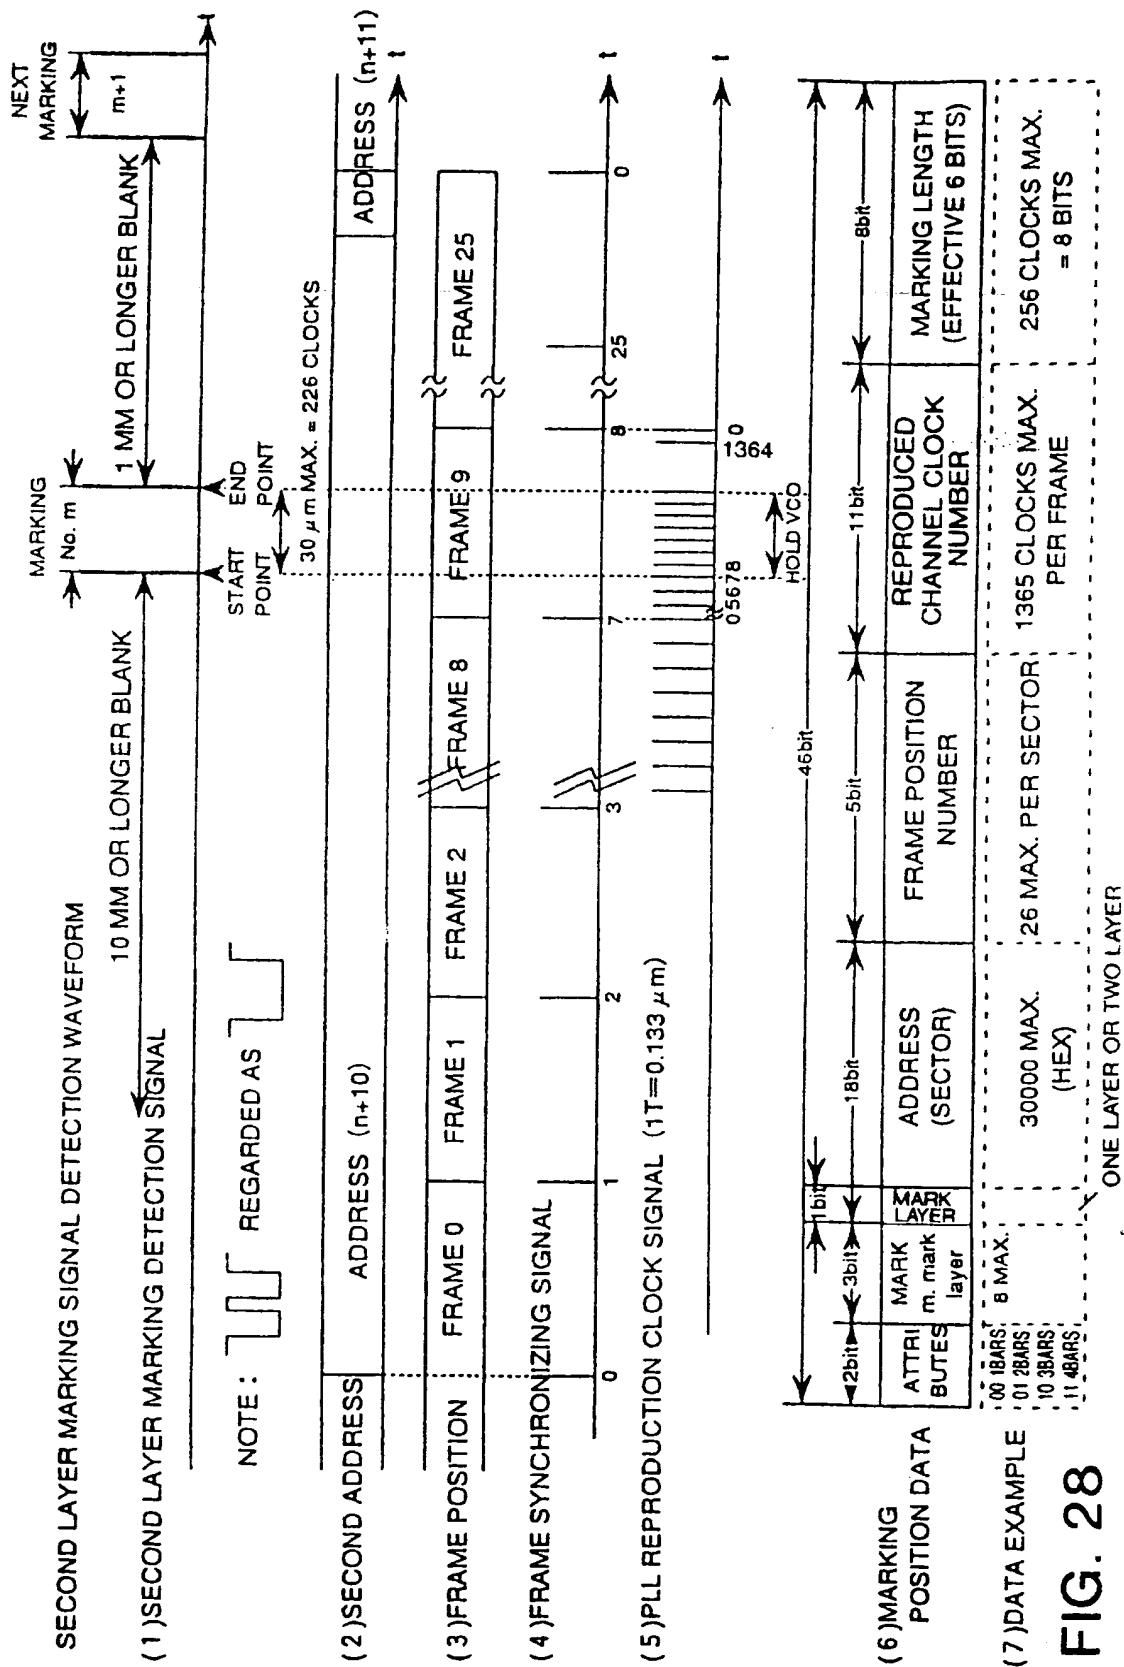 SECOND LAYER MARKING SIGNAL DETECTION WAVEFORM
NEXT
MARKING
m+1
MARKING
No. m
10 MM OR LONGER BLANK
1 MM OR LONGER BLANK
t
(1)SECOND LAYER MARKING DETECTION SIGNAL
START
POINT
END
POINT
NOTE :
REGARDED AS
30 μm MAX. = 226 CLOCKS
(2)SECOND ADDRESS
ADDRESS (n+10)
ADDRESS (n+11)
t
(3)FRAME POSITION
FRAME 0
FRAME 1
FRAME 2
FRAME 8
FRAME 9
FRAME 25
(4)FRAME SYNCHRONIZING SIGNAL
0
1
2
3
7
8
25
0
t
(5)PLL REPRODUCTION CLOCK SIGNAL (1T=0.133 μm)
05678
1364
0
t
HOLD VCO
46bit
2bit
3bit
1bit
18bit
5bit
11bit
8bit
(6)MARKING
POSITION DATA
ATTRI
BUTES
MARK
m. mark
layer
MARK
LAYER
ADDRESS
(SECTOR)
FRAME POSITION
NUMBER
REPRODUCED
CHANNEL CLOCK
NUMBER
MARKING LENGTH
(EFFECTIVE 6 BITS)
(7)DATA EXAMPLE
00 1BARS
01 2BARS
10 3BARS
11 4BARS
8 MAX.
30000 MAX.
(HEX)
26 MAX. PER SECTOR
1365 CLOCKS MAX.
PER FRAME
256 CLOCKS MAX.
= 8 BITS
ONE LAYER OR TWO LAYER
FIG. 28